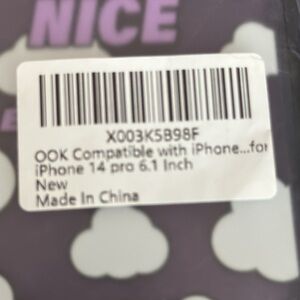 NICE
X003K5B98F
OOK Compatible with iPhone...for
iPhone 14 pro 6.1 Inch
New
Made In China